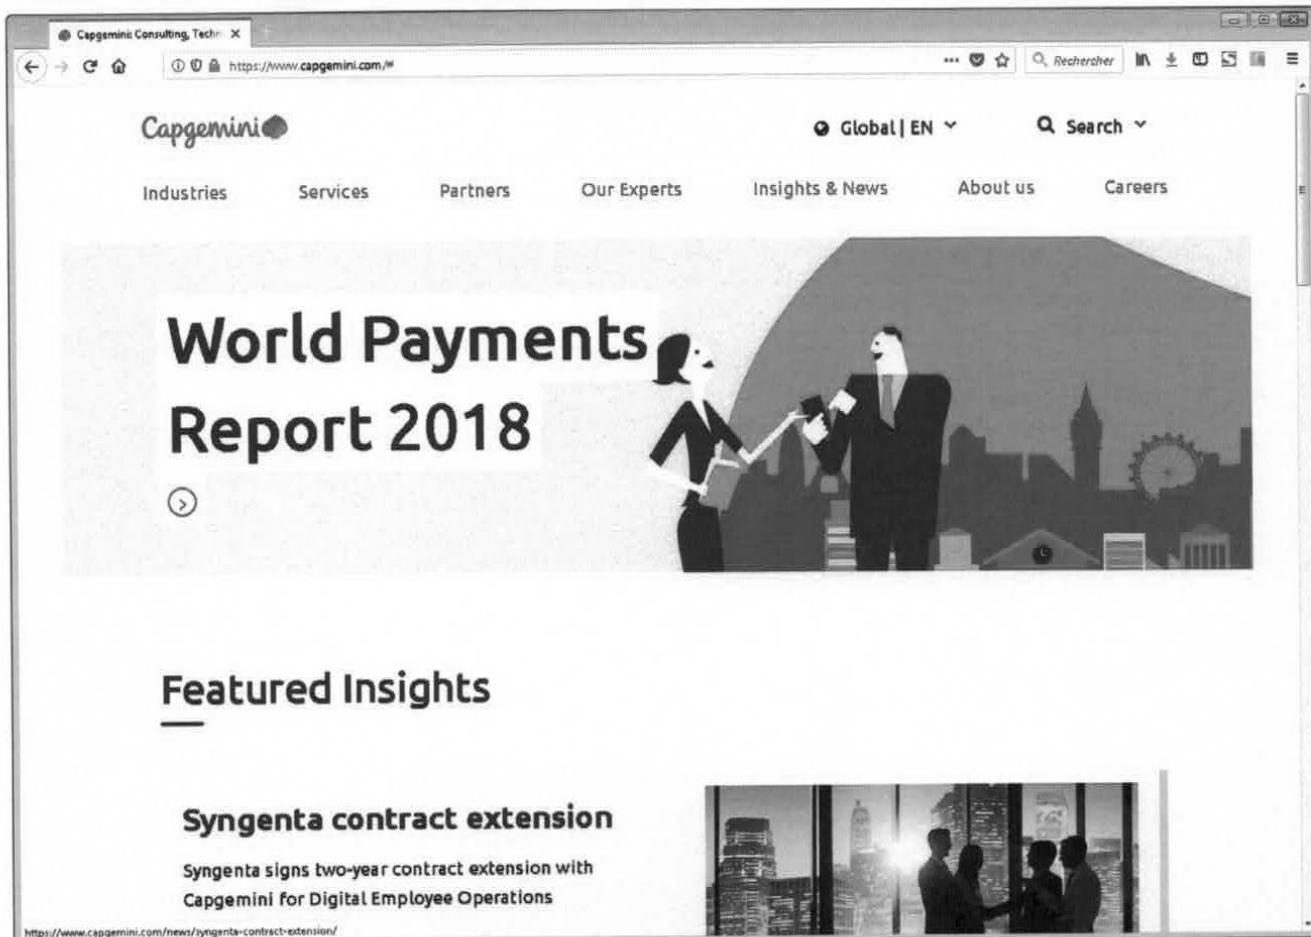 Capgemini Consulting, Techn
https://www.capgemini.com/#
Rechercher
Capgemini
Global | EN
Search
Industries Services Partners Our Experts Insights & News About us Careers
World Payments
Report 2018
Featured Insights
Syngenta contract extension
Syngenta signs two-year contract extension with
Capgemini for Digital Employee Operations
https://www.capgemini.com/news/syngenta-contract-extension/